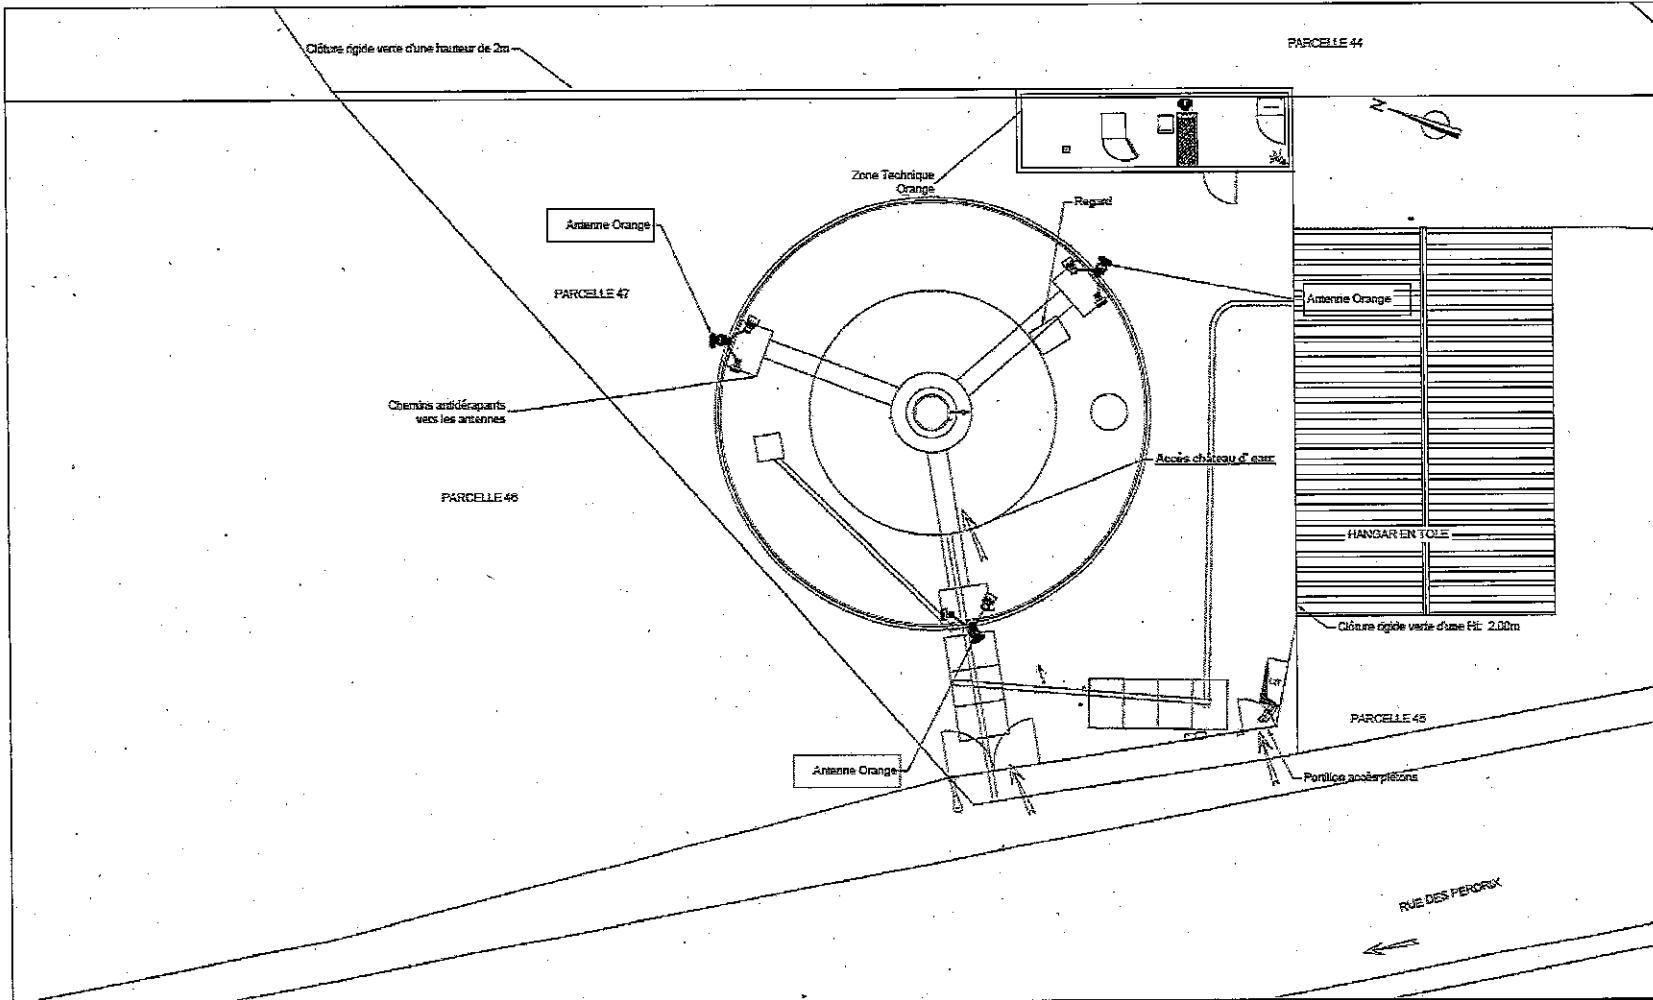 Clôture rigide verte d'une hauteur de 2m
PARCELLE 44
N
Zone Technique
Orange
Regard
Antenne Orange
PARCELLE 47
Antenne Orange
Chemins antidérapants
vers les antennes
Accès château d'eau
PARCELLE 46
HANGAR EN TOLE
Clôture rigide verte d'une Ht: 2.00m
PARCELLE 45
Antenne Orange
Portillon accès piétons
RUE DES PERDRIX